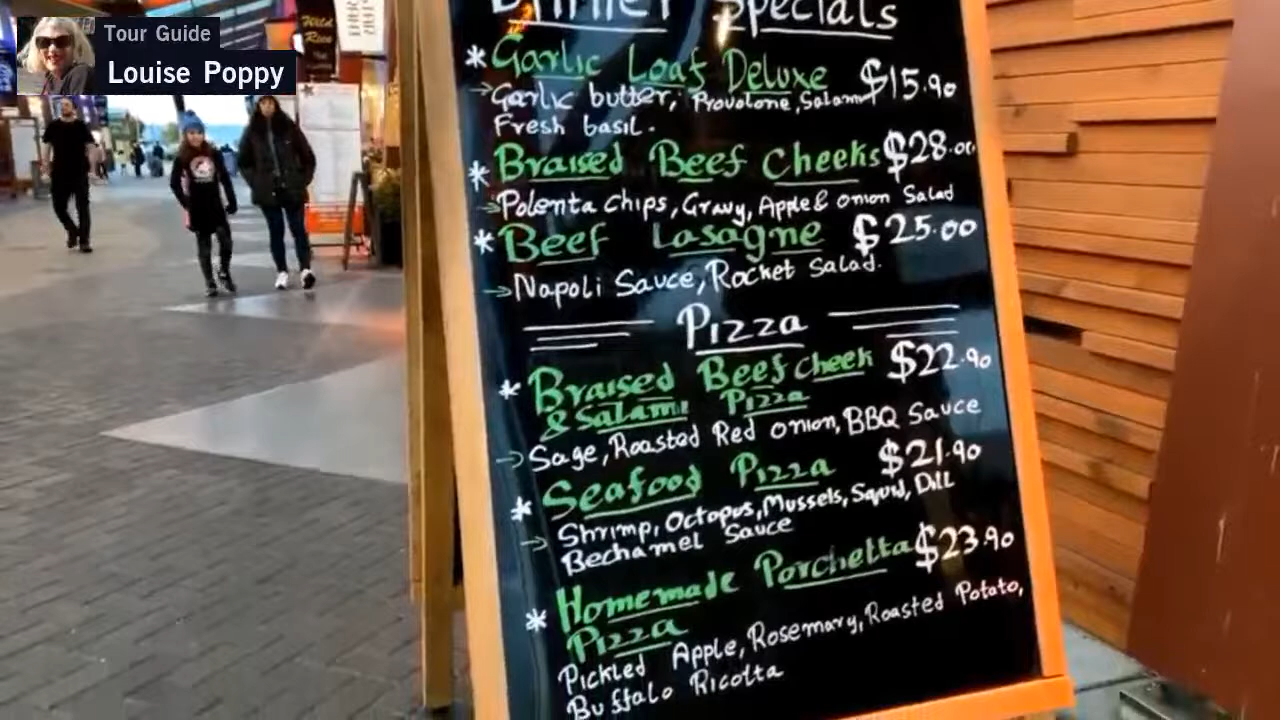 Tour Guide
Louise Poppy
Wild
Rice
Dinner Specials
* Garlic Loaf Deluxe $15.90
→ Garlic butter, Provolone, Salami
Fresh basil.
* Braised Beef Cheeks $28.00
→ Polenta chips, Gravy, Apple & onion Salad
* Beef Lasagne $25.00
→ Napoli Sauce, Rocket Salad.
Pizza
* Braised Beef cheek $22.90
& Salami Pizza
→ Sage, Roasted Red onion, BBQ Sauce
* Seafood Pizza $21.90
→ Shrimp, Octopus, Mussels, Squid, Dill
Bechamel Sauce
* Homemade Porchetta $23.90
Pizza
Pickled Apple, Rosemary, Roasted Potato,
Buffalo Ricotta